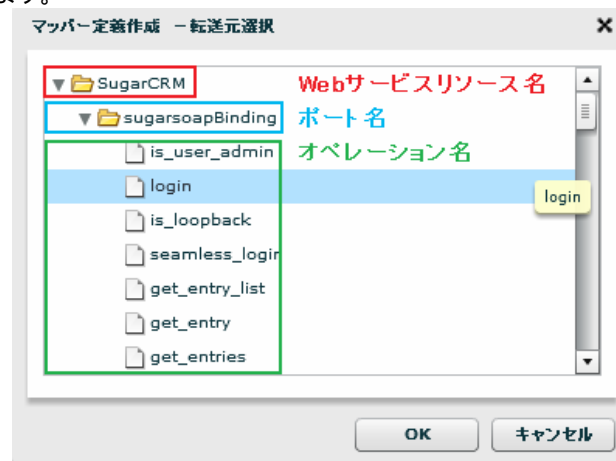 ます。
マッパー定義作成 －転送元選択
SugarCRM Webサービスリソース名
sugarsoapBinding ポート名
is_user_admin オペレーション名
login
login
is_loopback
seamless_login
get_entry_list
get_entry
get_entries
OK キャンセル